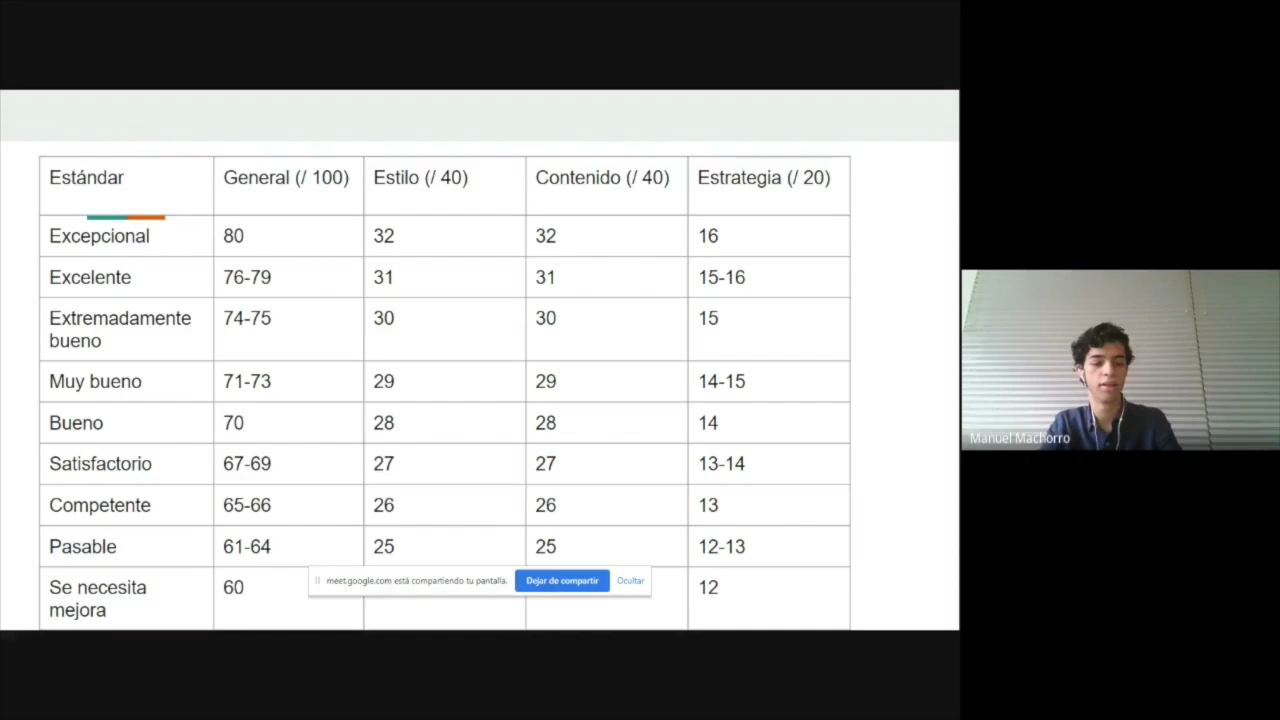 Estándar General (/ 100) Estilo (/ 40) Contenido (/ 40) Estrategia (/ 20)
Excepcional 80 32 32 16
Excelente 76-79 31 31 15-16
Extremadamente 74-75 30 30 15
bueno
Muy bueno 71-73 29 29 14-15
Bueno 70 28 28 14
Satisfactorio 67-69 27 27 13-14
Competente 65-66 26 26 13
Pasable 61-64 25 25 12-13
meet.google.com está compartiendo tu pantalla. Dejar de compartir Ocultar
Se necesita 60 12
mejora
Manuel Machorro